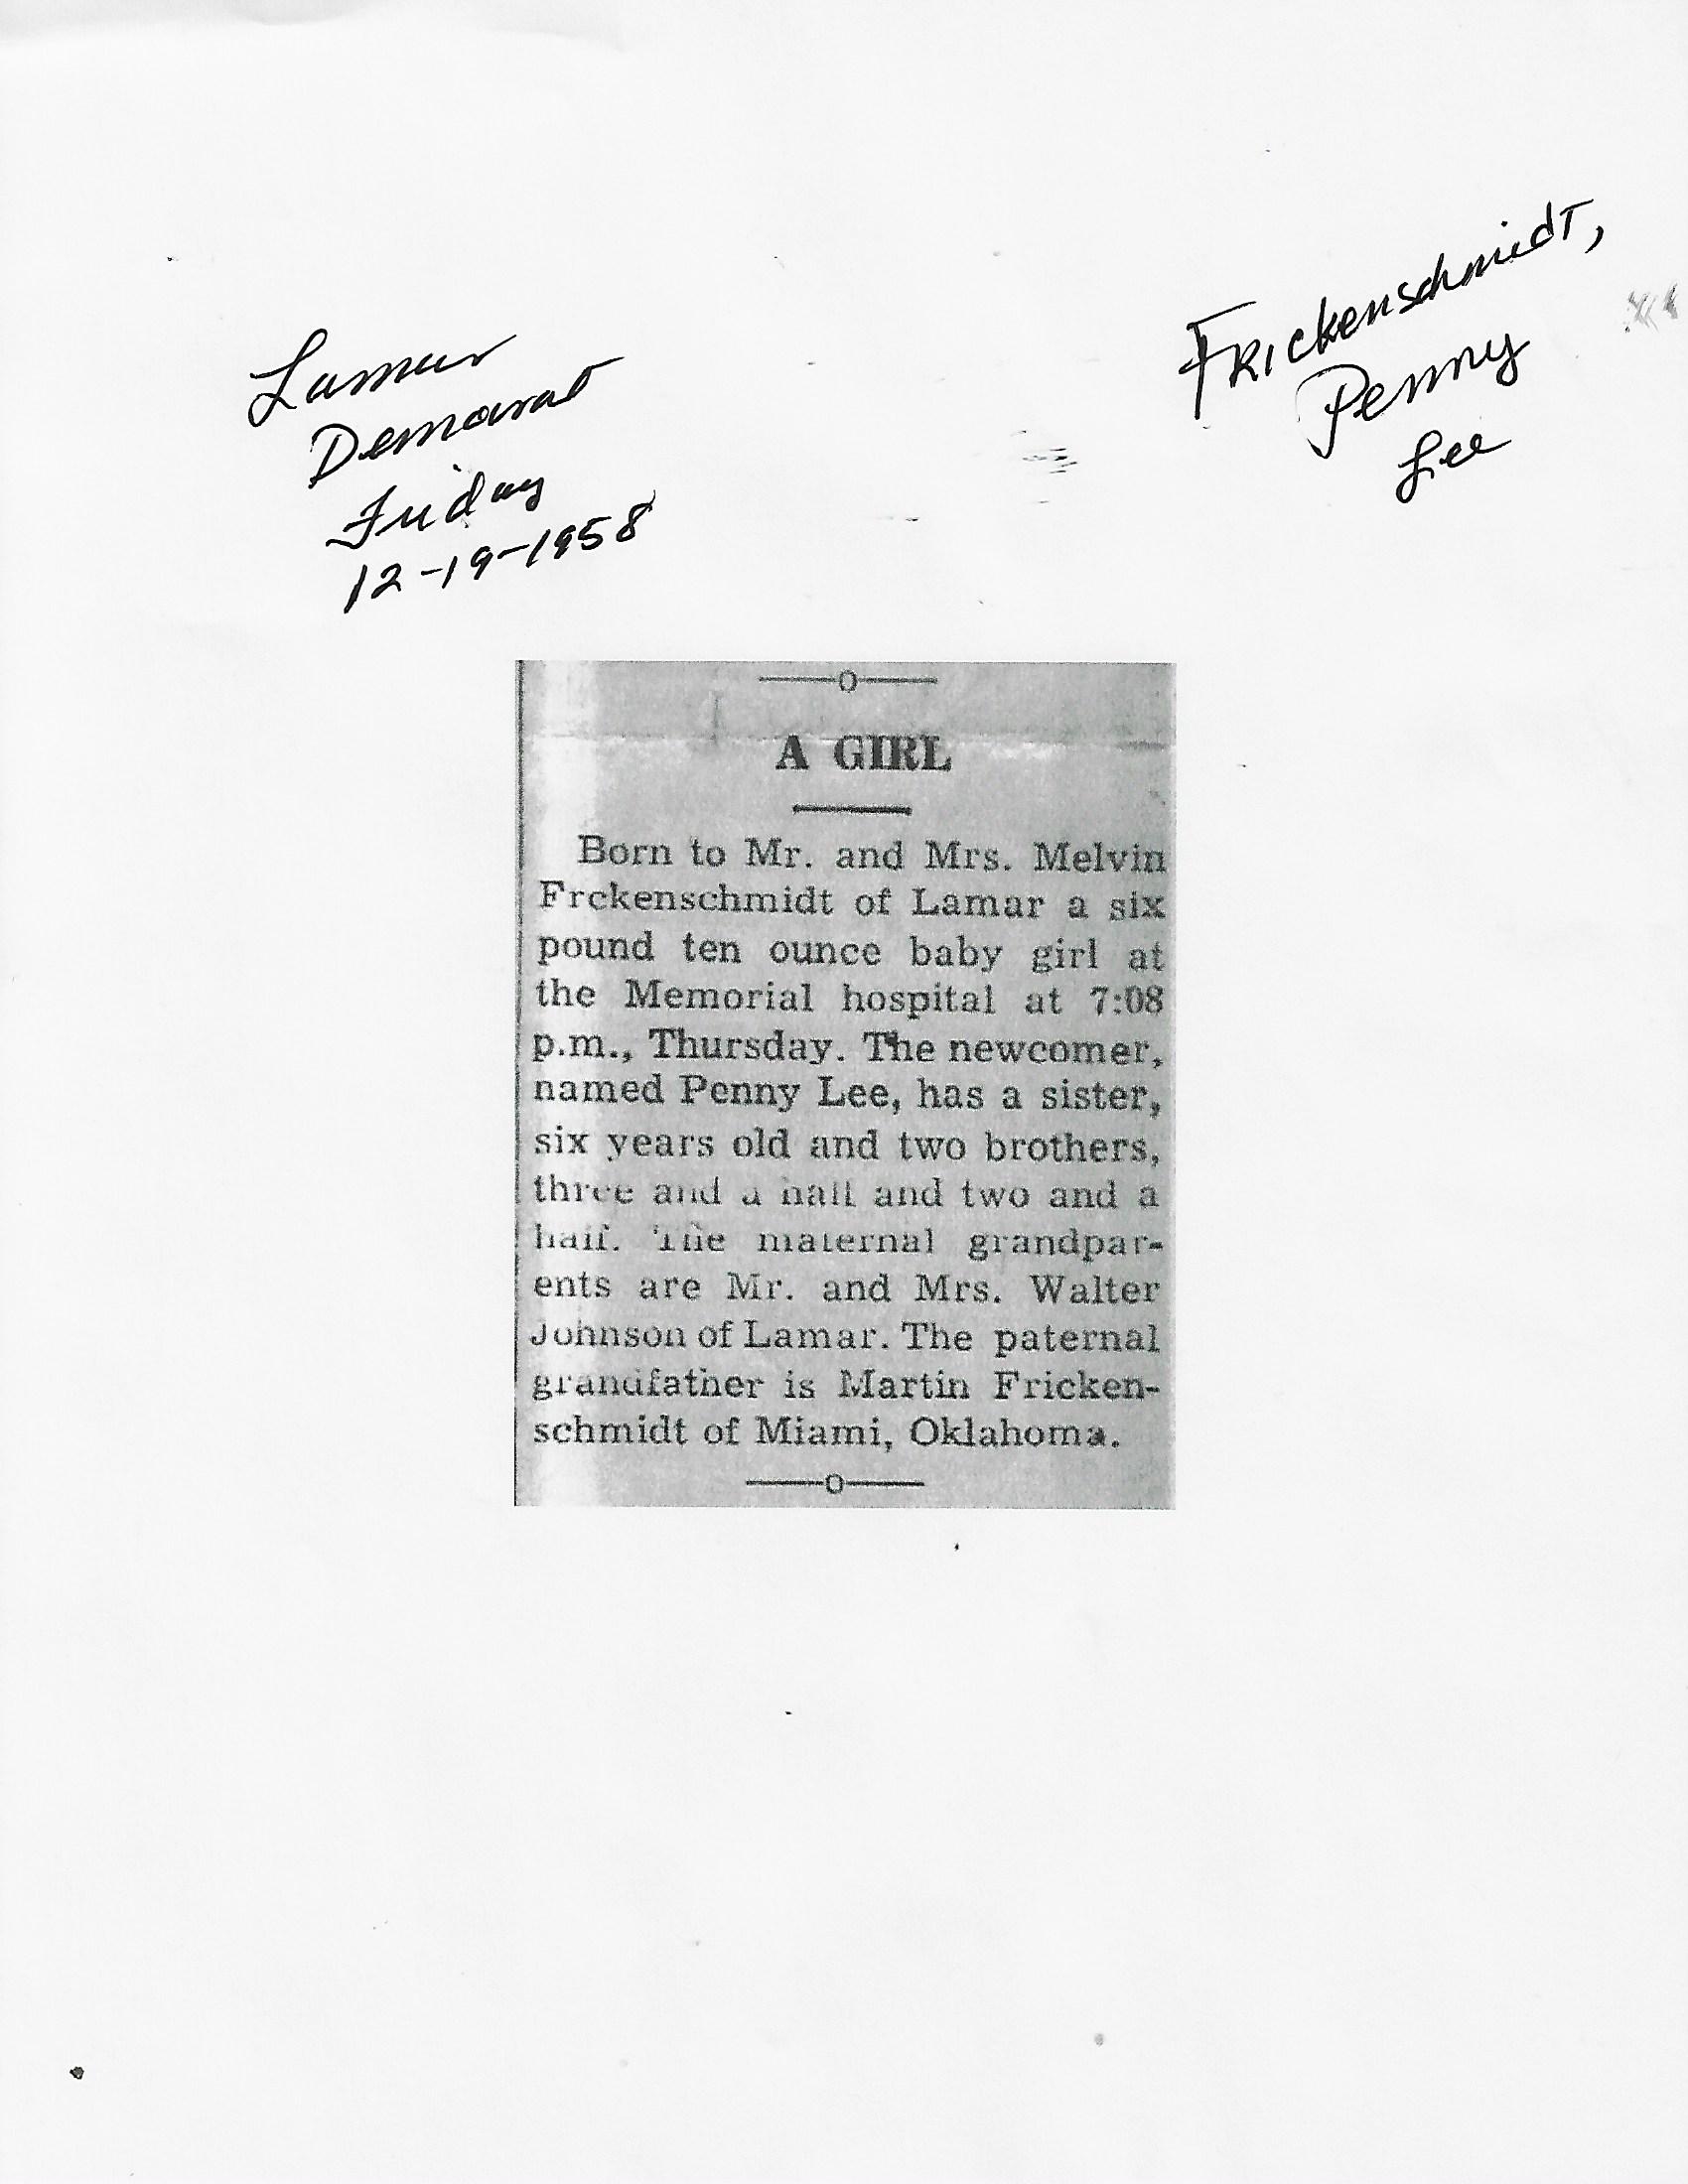 Lamar
Democrat
Friday
12-19-1958
Frickenschmidt,
Penny
Lee
—o—
A GIRL
Born to Mr. and Mrs. Melvin
Frckenschmidt of Lamar a six
pound ten ounce baby girl at
the Memorial hospital at 7:08
p.m., Thursday. The newcomer,
named Penny Lee, has a sister,
six years old and two brothers,
three and a half and two and a
half. The maternal grandpar-
ents are Mr. and Mrs. Walter
Johnson of Lamar. The paternal
grandfather is Martin Fricken-
schmidt of Miami, Oklahoma.
—o—